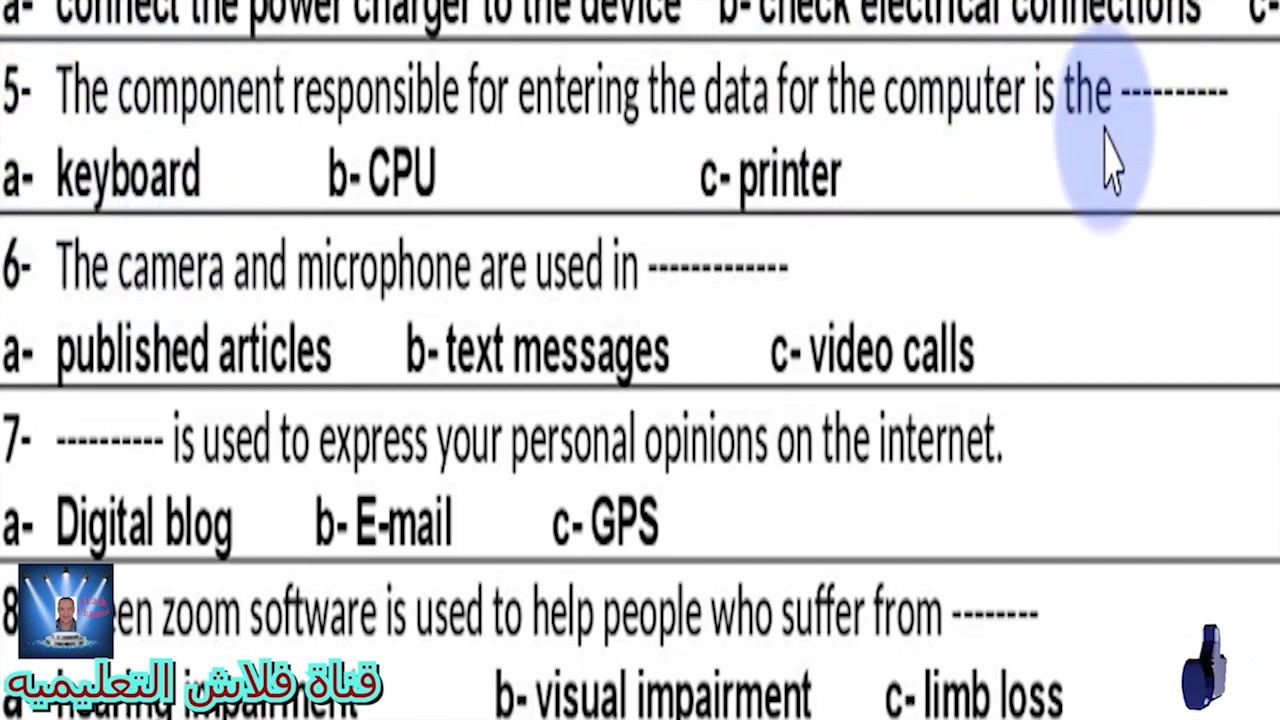 a- connect the power charger to the device b- check electrical connections c-
5- The component responsible for entering the data for the computer is the ----------
a- keyboard b- CPU c- printer
6- The camera and microphone are used in -------------
a- published articles b- text messages c- video calls
7- ---------- is used to express your personal opinions on the internet.
a- Digital blog b- E-mail c- GPS
8 een zoom software is used to help people who suffer from --------
a- hearing impairment b- visual impairment c- limb loss
قناة فلاش التعليميه